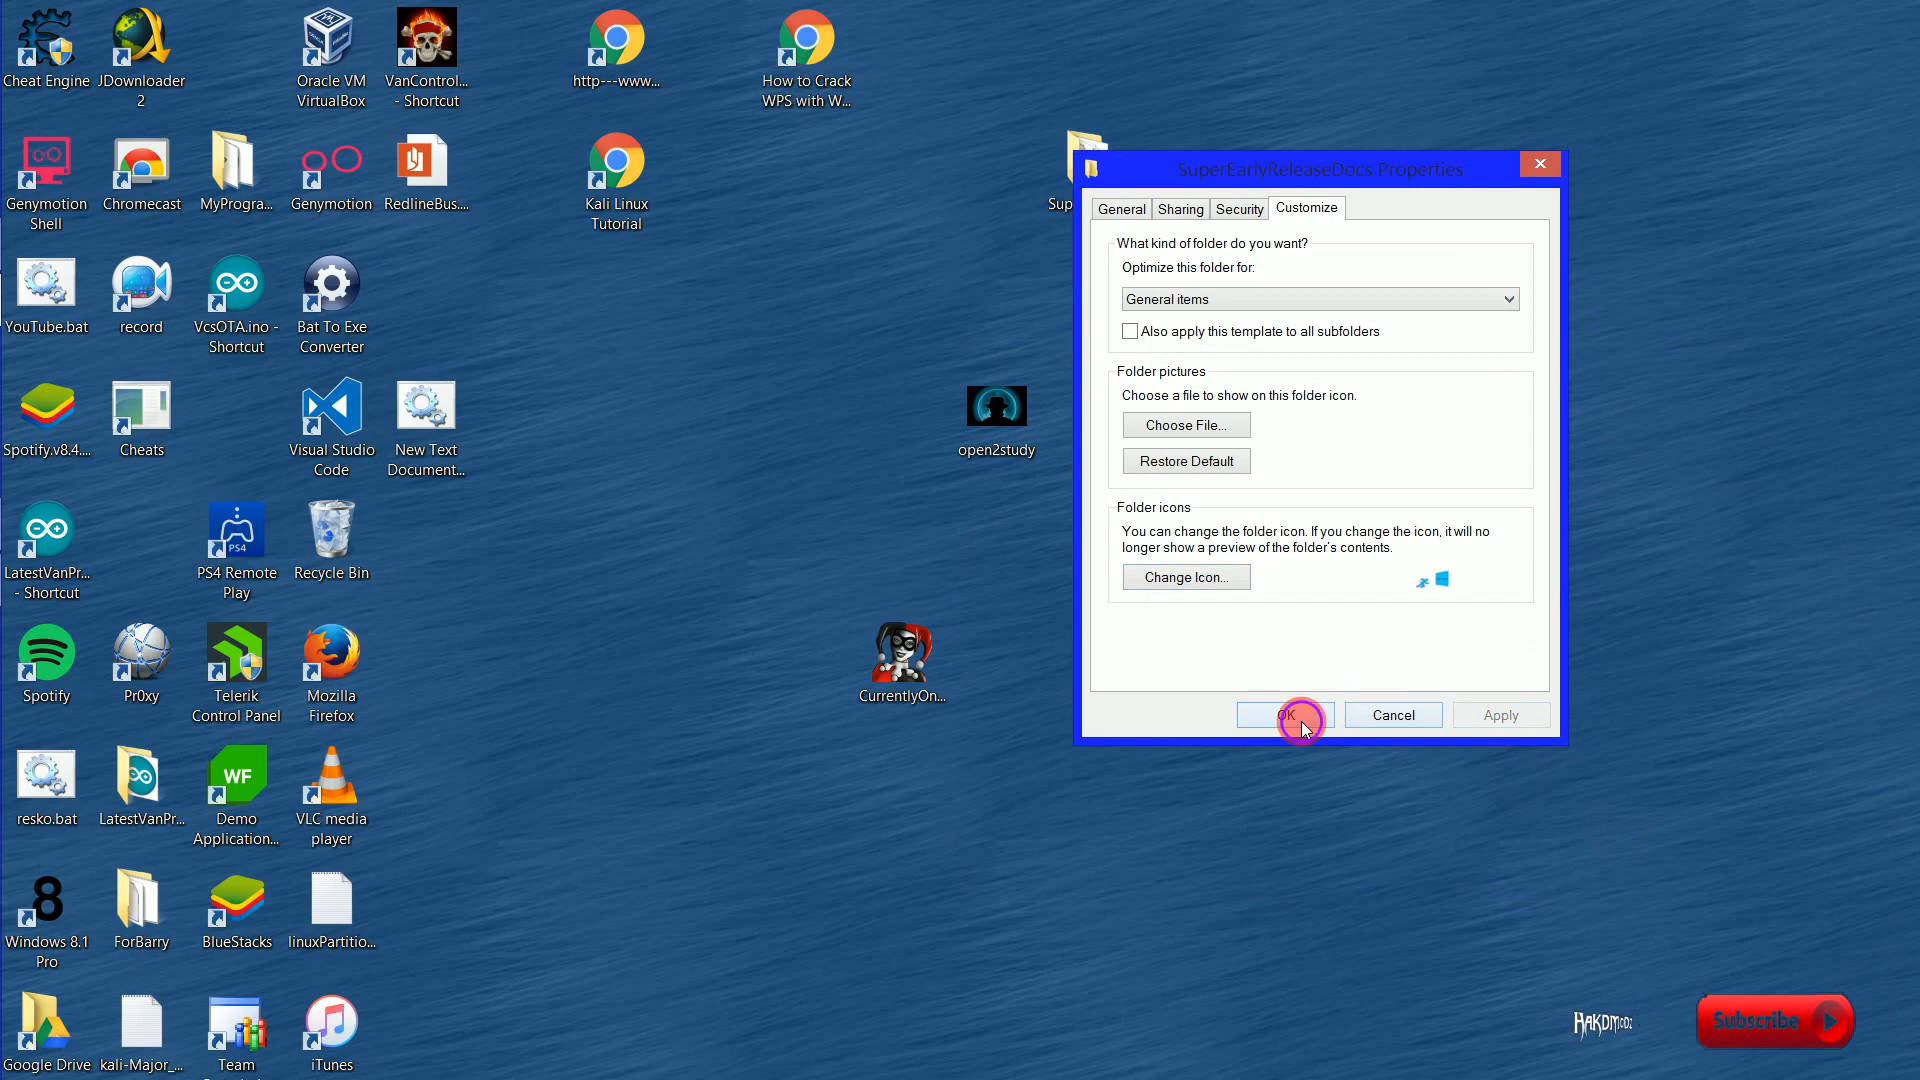 Cheat Engine
JDownloader
2
Oracle VM
VirtualBox
VanControl...
- Shortcut
http---www...
How to Crack
WPS with W...
Genymotion
Shell
Chromecast
MyProgra...
Genymotion
RedlineBus....
Kali Linux
Tutorial
Sup
YouTube.bat
record
VcsOTA.ino -
Shortcut
Bat To Exe
Converter
Spotify.v8.4....
Cheats
Visual Studio
Code
New Text
Document...
open2study
LatestVanPr...
- Shortcut
PS4
PS4 Remote
Play
Recycle Bin
Spotify
Pr0xy
Telerik
Control Panel
Mozilla
Firefox
CurrentlyOn...
resko.bat
LatestVanPr...
WF
Demo
Application...
VLC media
player
8
Windows 8.1
Pro
ForBarry
BlueStacks
linuxPartitio...
Google Drive
kali-Major_...
Team
iTunes
SuperEarlyReleaseDocs Properties
General
Sharing
Security
Customize
What kind of folder do you want?
Optimize this folder for:
General items
Also apply this template to all subfolders
Folder pictures
Choose a file to show on this folder icon.
Choose File...
Restore Default
Folder icons
You can change the folder icon. If you change the icon, it will no
longer show a preview of the folder's contents.
Change Icon...
OK
Cancel
Apply
HAKDMODZ
Subscribe